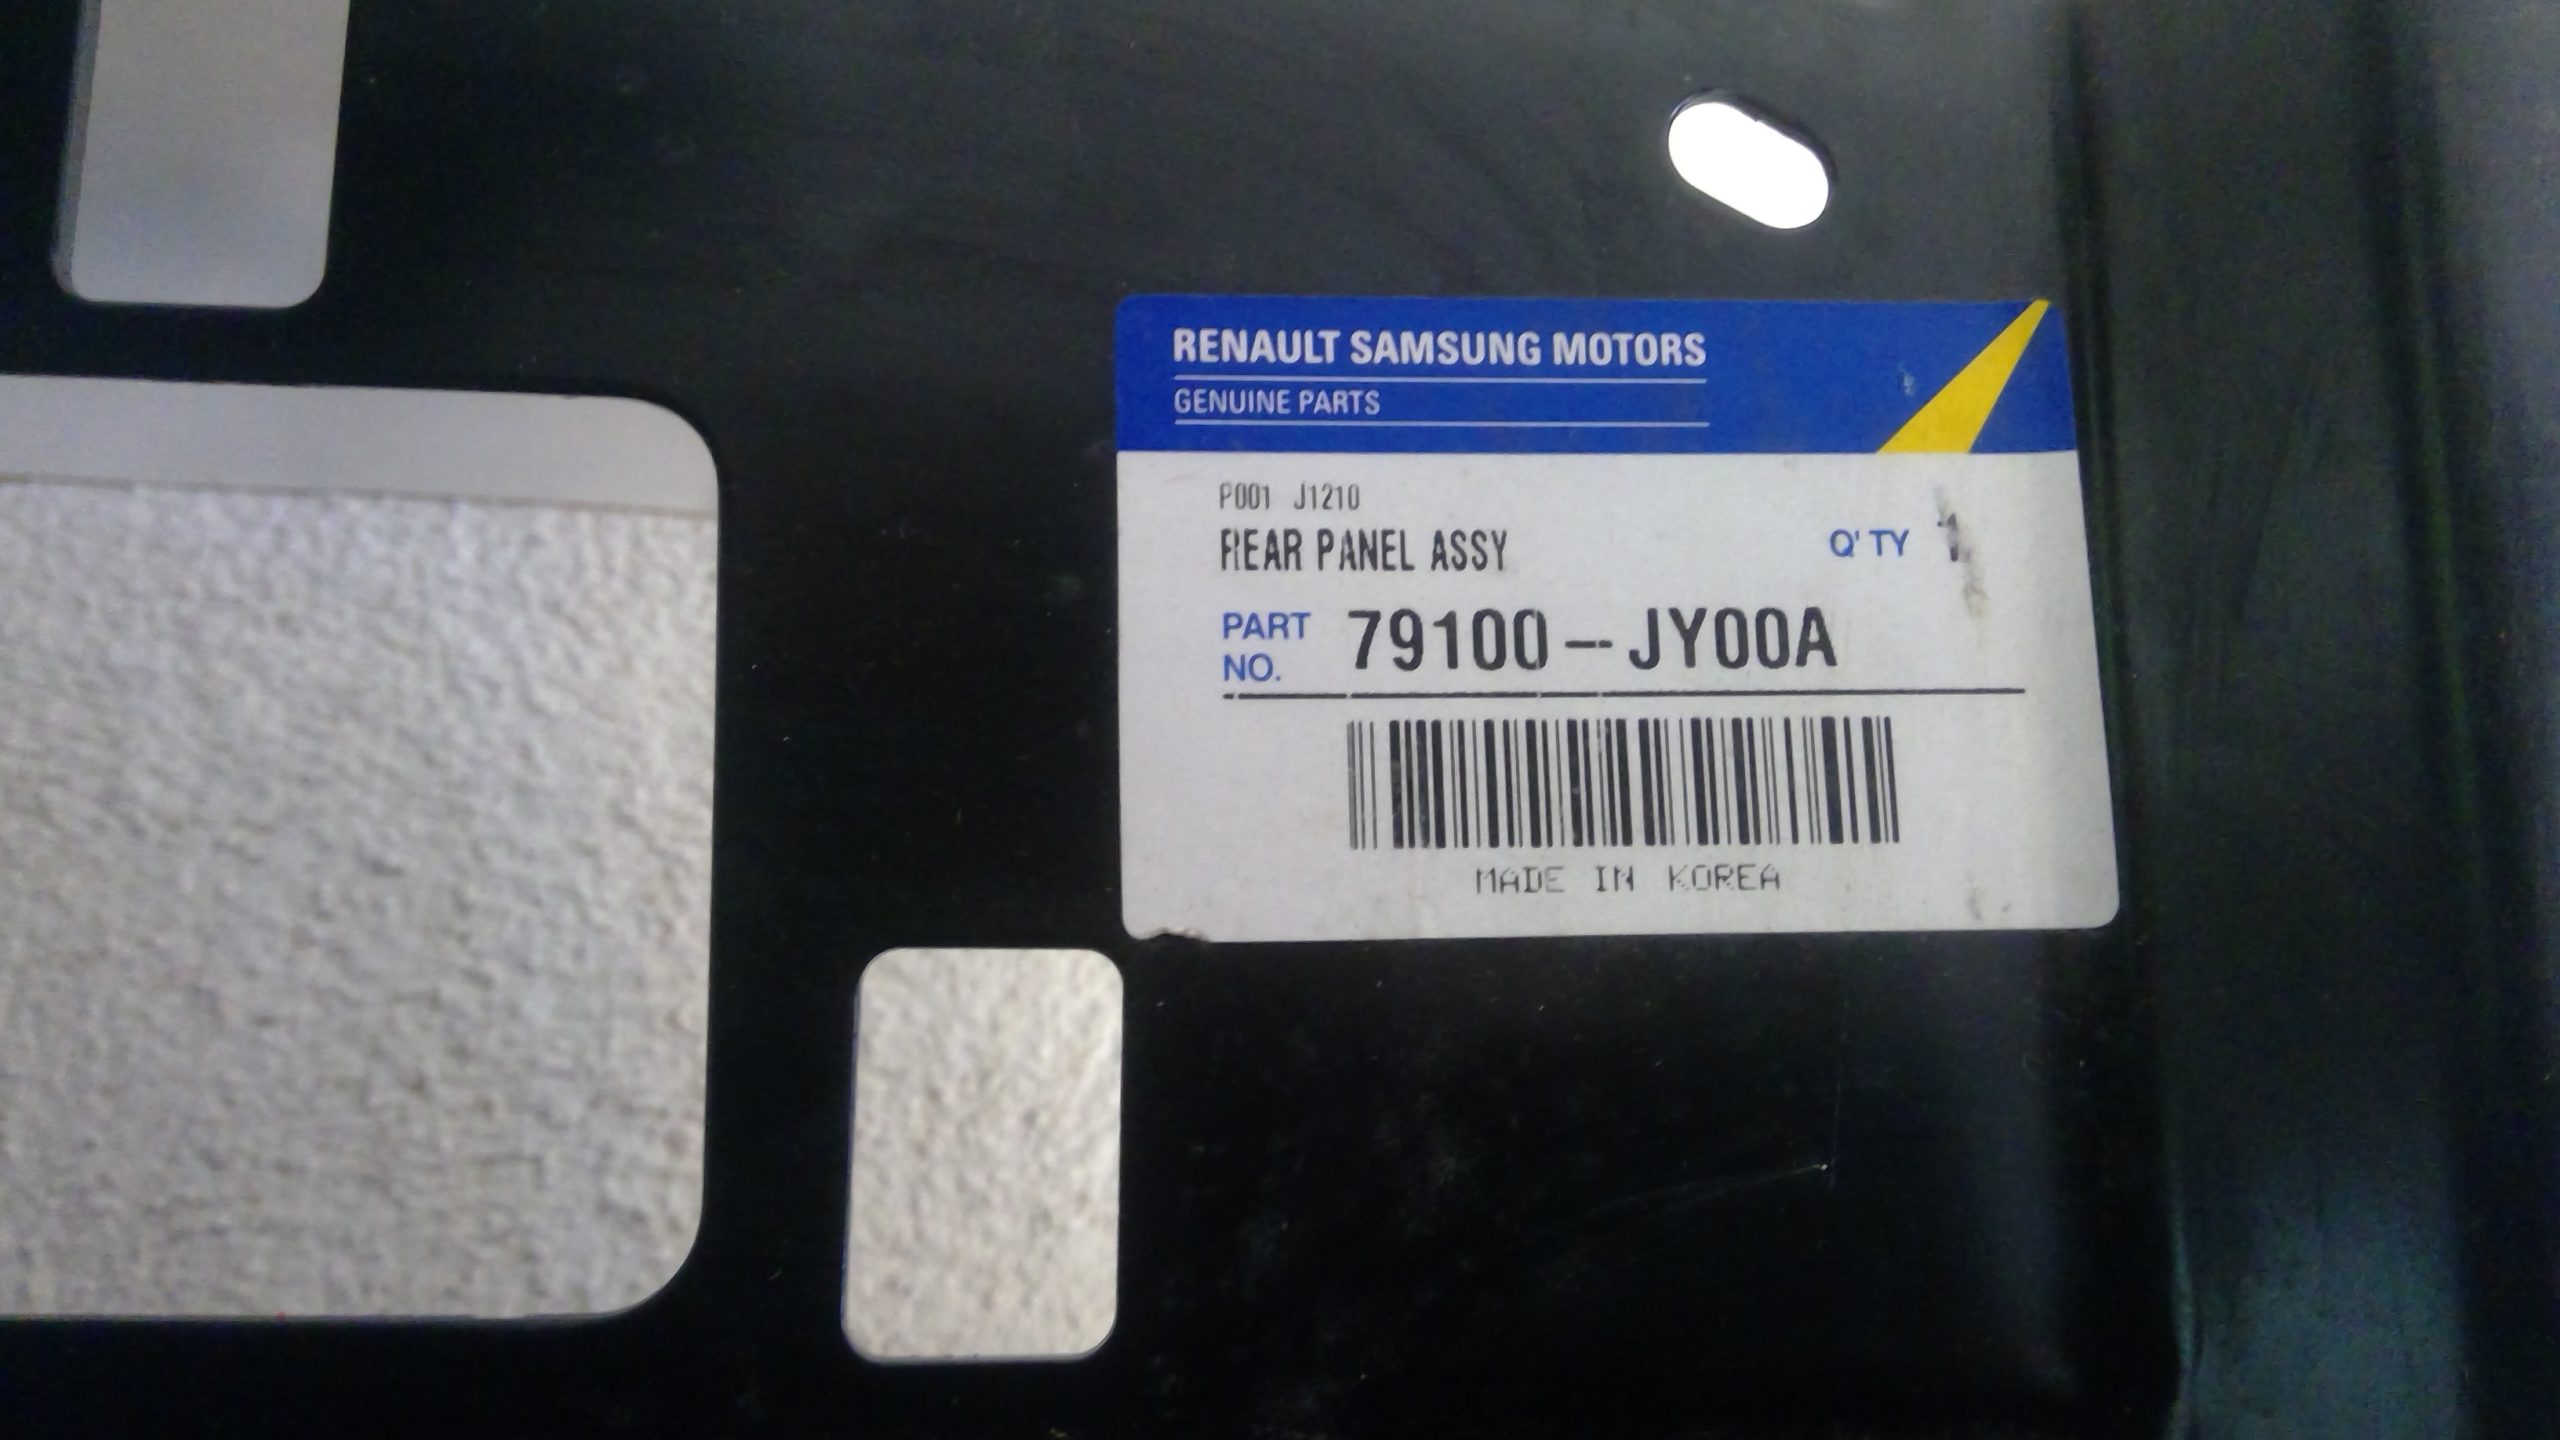 RENAULT SAMSUNG MOTORS
GENUINE PARTS
P001 J1210
REAR PANEL ASSY
Q'TY 1
PART NO. 79100-JY00A
MADE IN KOREA